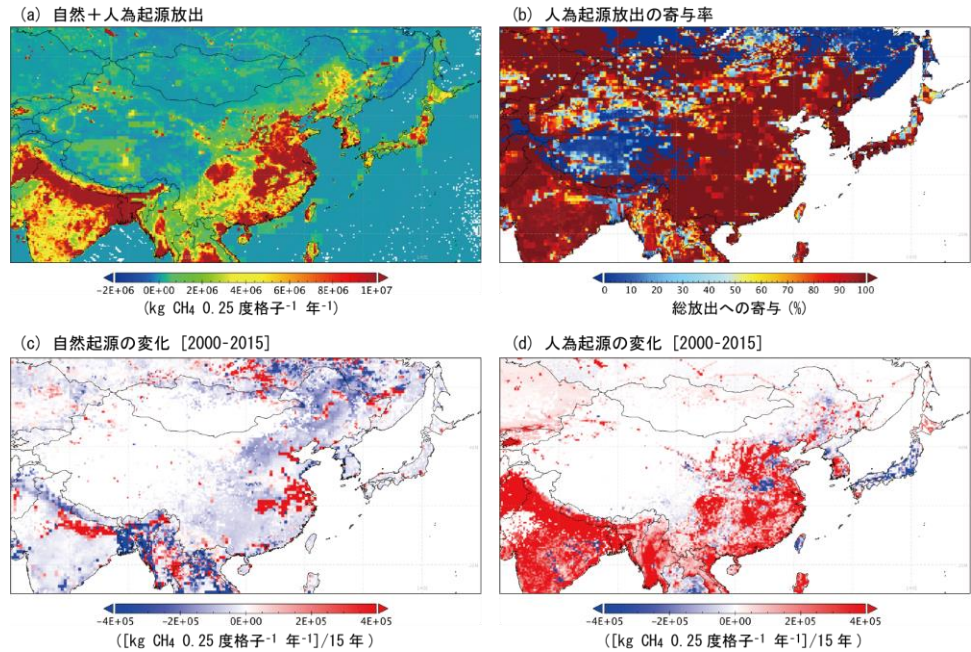 (a) 自然＋人為起源放出
(b) 人為起源放出の寄与率
-2E+06 0E+00 2E+06 4E+06 6E+06 8E+06 1E+07
(kg CH₄ 0.25 度格子⁻¹ 年⁻¹)
0 10 20 30 40 50 60 70 80 90 100
総放出への寄与 (%)
(c) 自然起源の変化 [2000-2015]
(d) 人為起源の変化 [2000-2015]
-4E+05 -2E+05 0E+00 2E+05 4E+05
([kg CH₄ 0.25 度格子⁻¹ 年⁻¹]/15 年)
-4E+05 -2E+05 0E+00 2E+05 4E+05
([kg CH₄ 0.25 度格子⁻¹ 年⁻¹]/15 年)